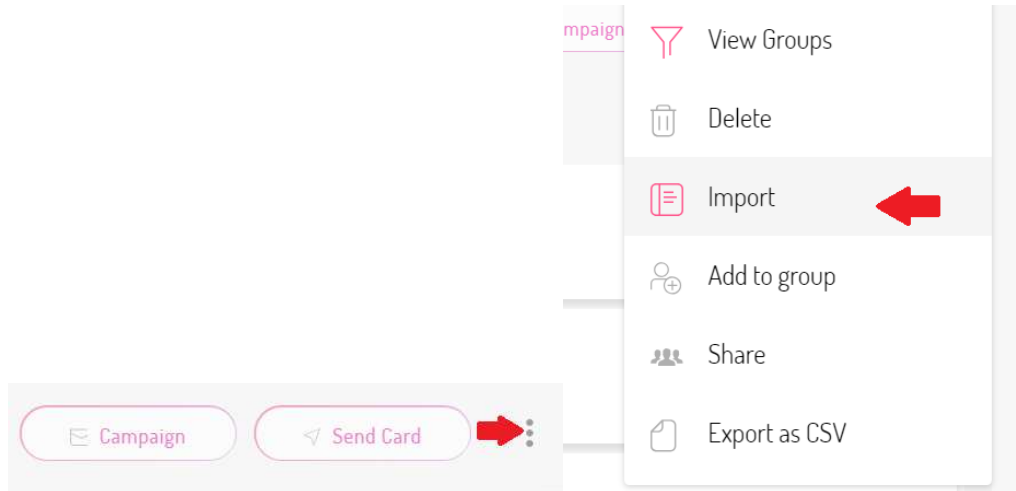 Campaign
Send Card
mpaign
View Groups
Delete
Import
Add to group
Share
Export as CSV